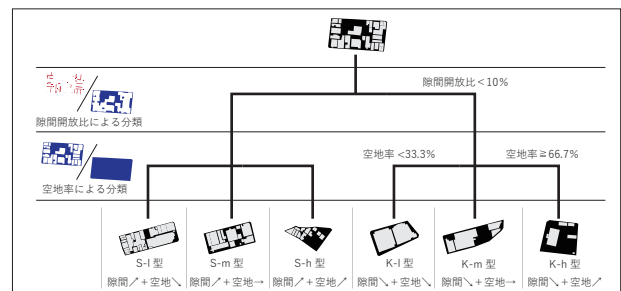 隙間開放比<10%
隙間開放比による分類
空地率<33.3%
空地率≧66.7%
空地率による分類
S-l 型
S-m 型
S-h 型
K-l 型
K-m 型
K-h 型
隙間↗+空地↘
隙間↗+空地→
隙間↗+空地↗
隙間↘+空地↘
隙間↘+空地→
隙間↘+空地↗